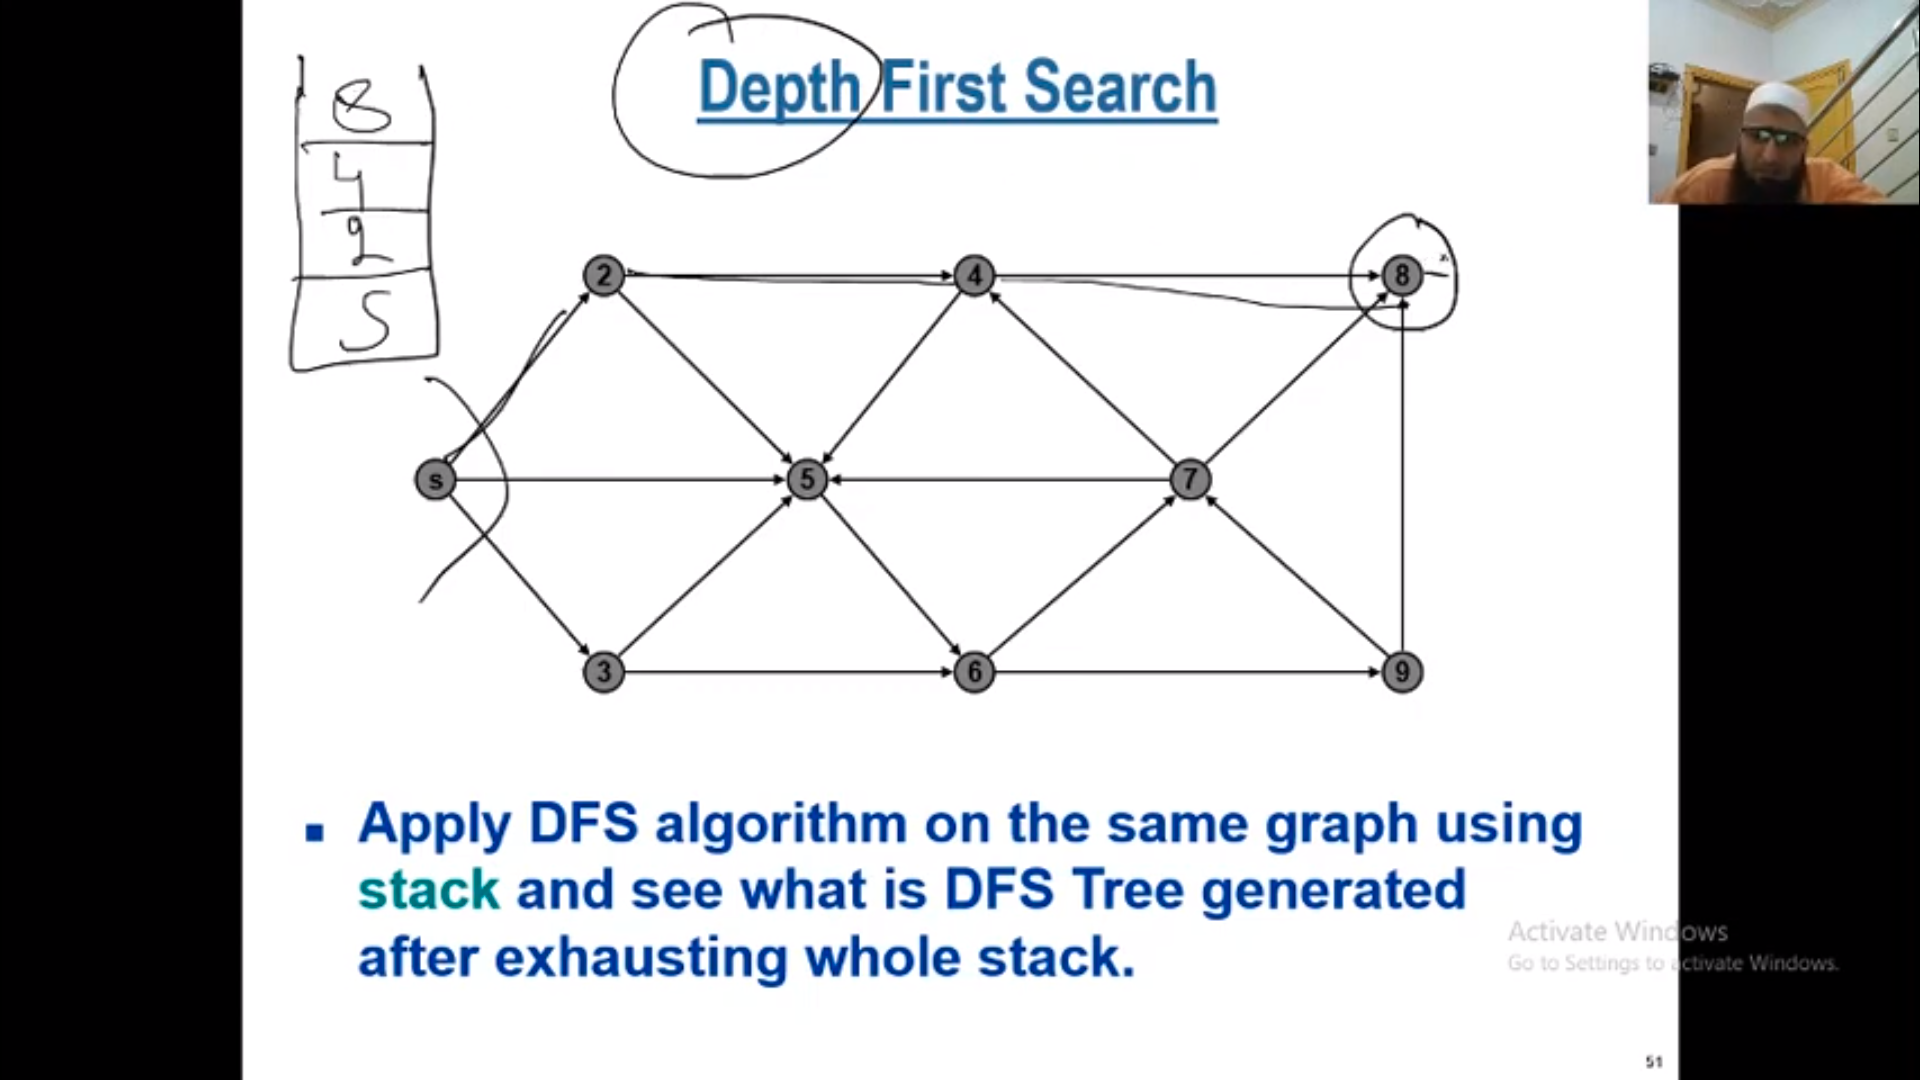 Depth First Search
8
4
2
S
2
4
8
s
5
7
3
6
9
▪ Apply DFS algorithm on the same graph using
stack and see what is DFS Tree generated
after exhausting whole stack.
Activate Windows
Go to Settings to activate Windows.
51